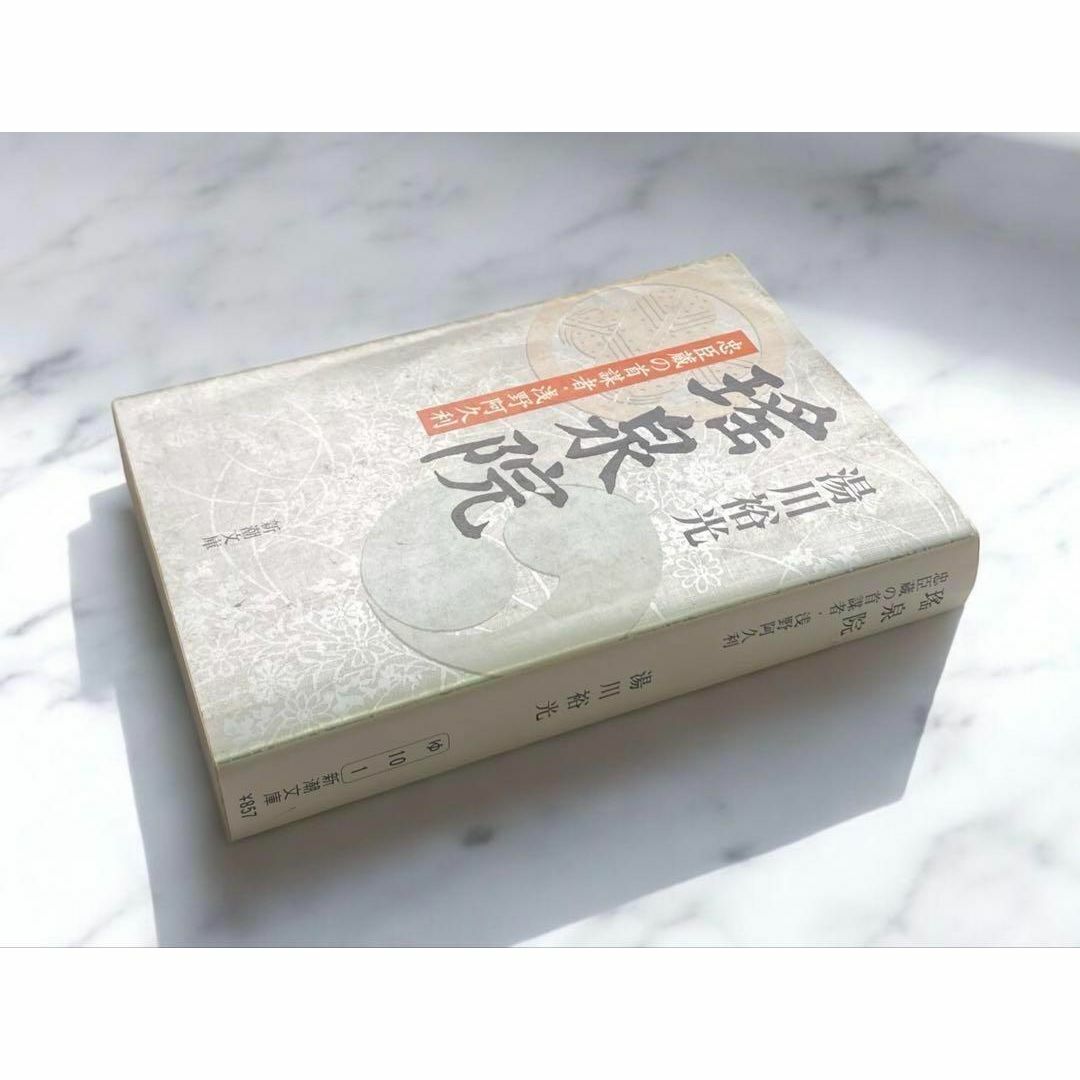 湯川裕光
瑤泉院
忠臣蔵の首謀者・浅野阿久利
新潮文庫
瑤泉院
忠臣蔵の首謀者・浅野阿久利
湯川裕光
ゆ
10
1
新潮文庫
¥857